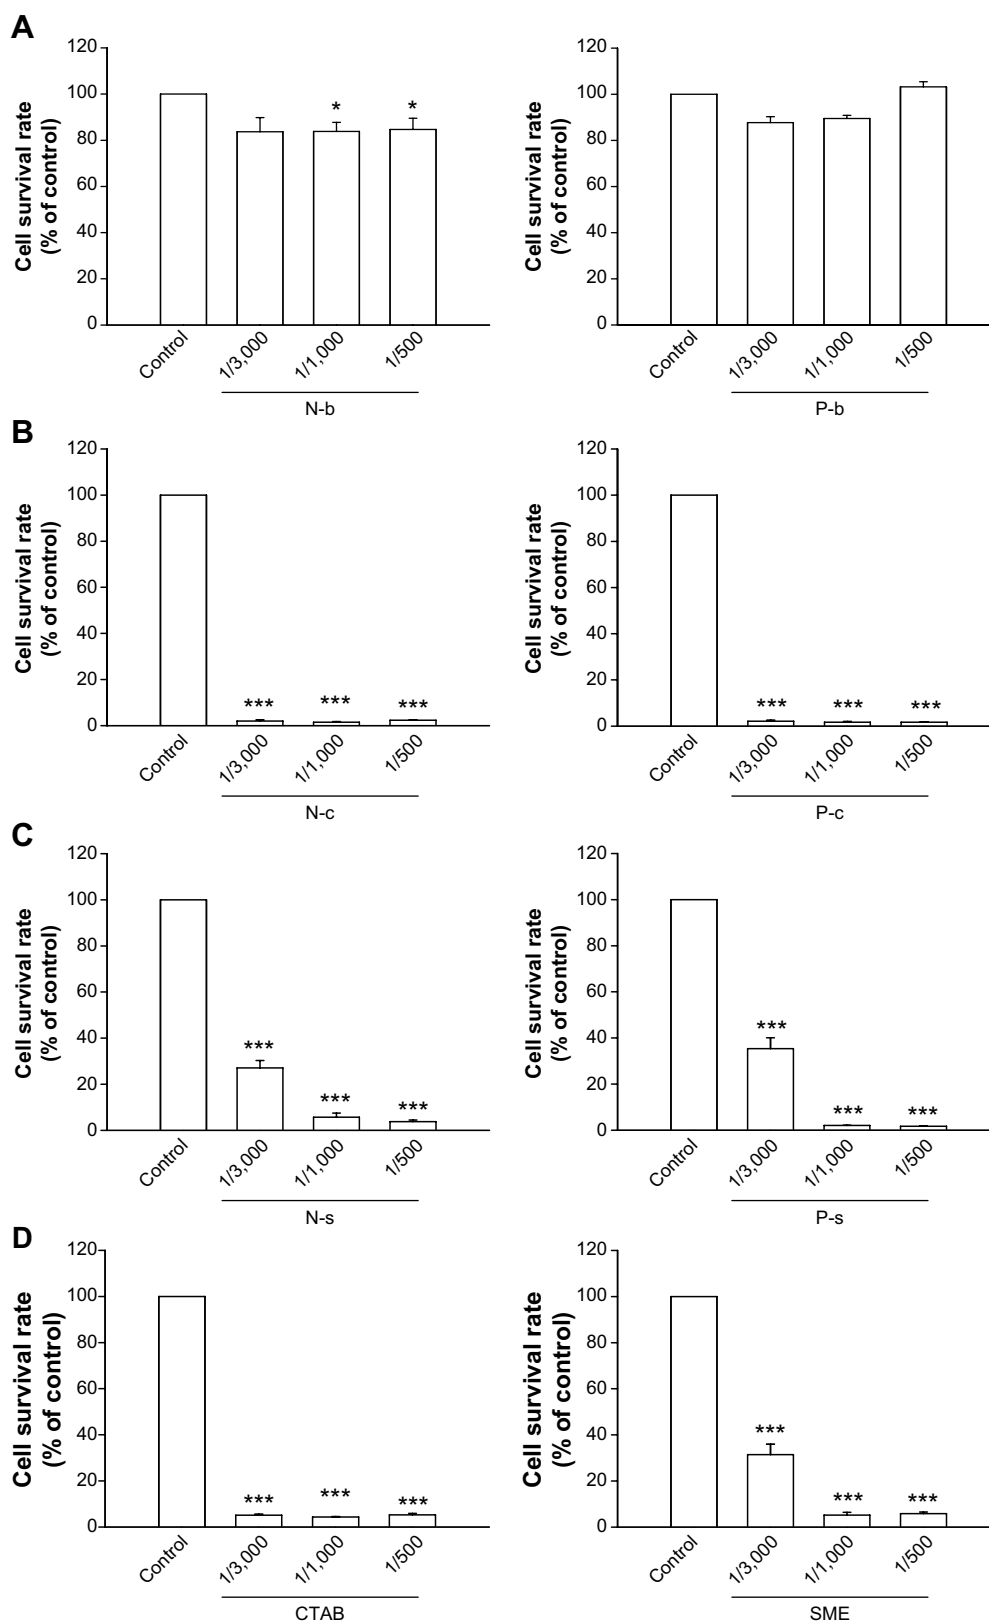 A
Cell survival rate
(% of control)
120
100
80
60
40
20
0
*
*
Control
1/3,000
1/1,000
1/500
N-b
Cell survival rate
(% of control)
120
100
80
60
40
20
0
Control
1/3,000
1/1,000
1/500
P-b
B
Cell survival rate
(% of control)
120
100
80
60
40
20
0
***
***
***
Control
1/3,000
1/1,000
1/500
N-c
Cell survival rate
(% of control)
120
100
80
60
40
20
0
***
***
***
Control
1/3,000
1/1,000
1/500
P-c
C
Cell survival rate
(% of control)
120
100
80
60
40
20
0
***
***
***
Control
1/3,000
1/1,000
1/500
N-s
Cell survival rate
(% of control)
120
100
80
60
40
20
0
***
***
***
Control
1/3,000
1/1,000
1/500
P-s
D
Cell survival rate
(% of control)
120
100
80
60
40
20
0
***
***
***
Control
1/3,000
1/1,000
1/500
CTAB
Cell survival rate
(% of control)
120
100
80
60
40
20
0
***
***
***
Control
1/3,000
1/1,000
1/500
SME